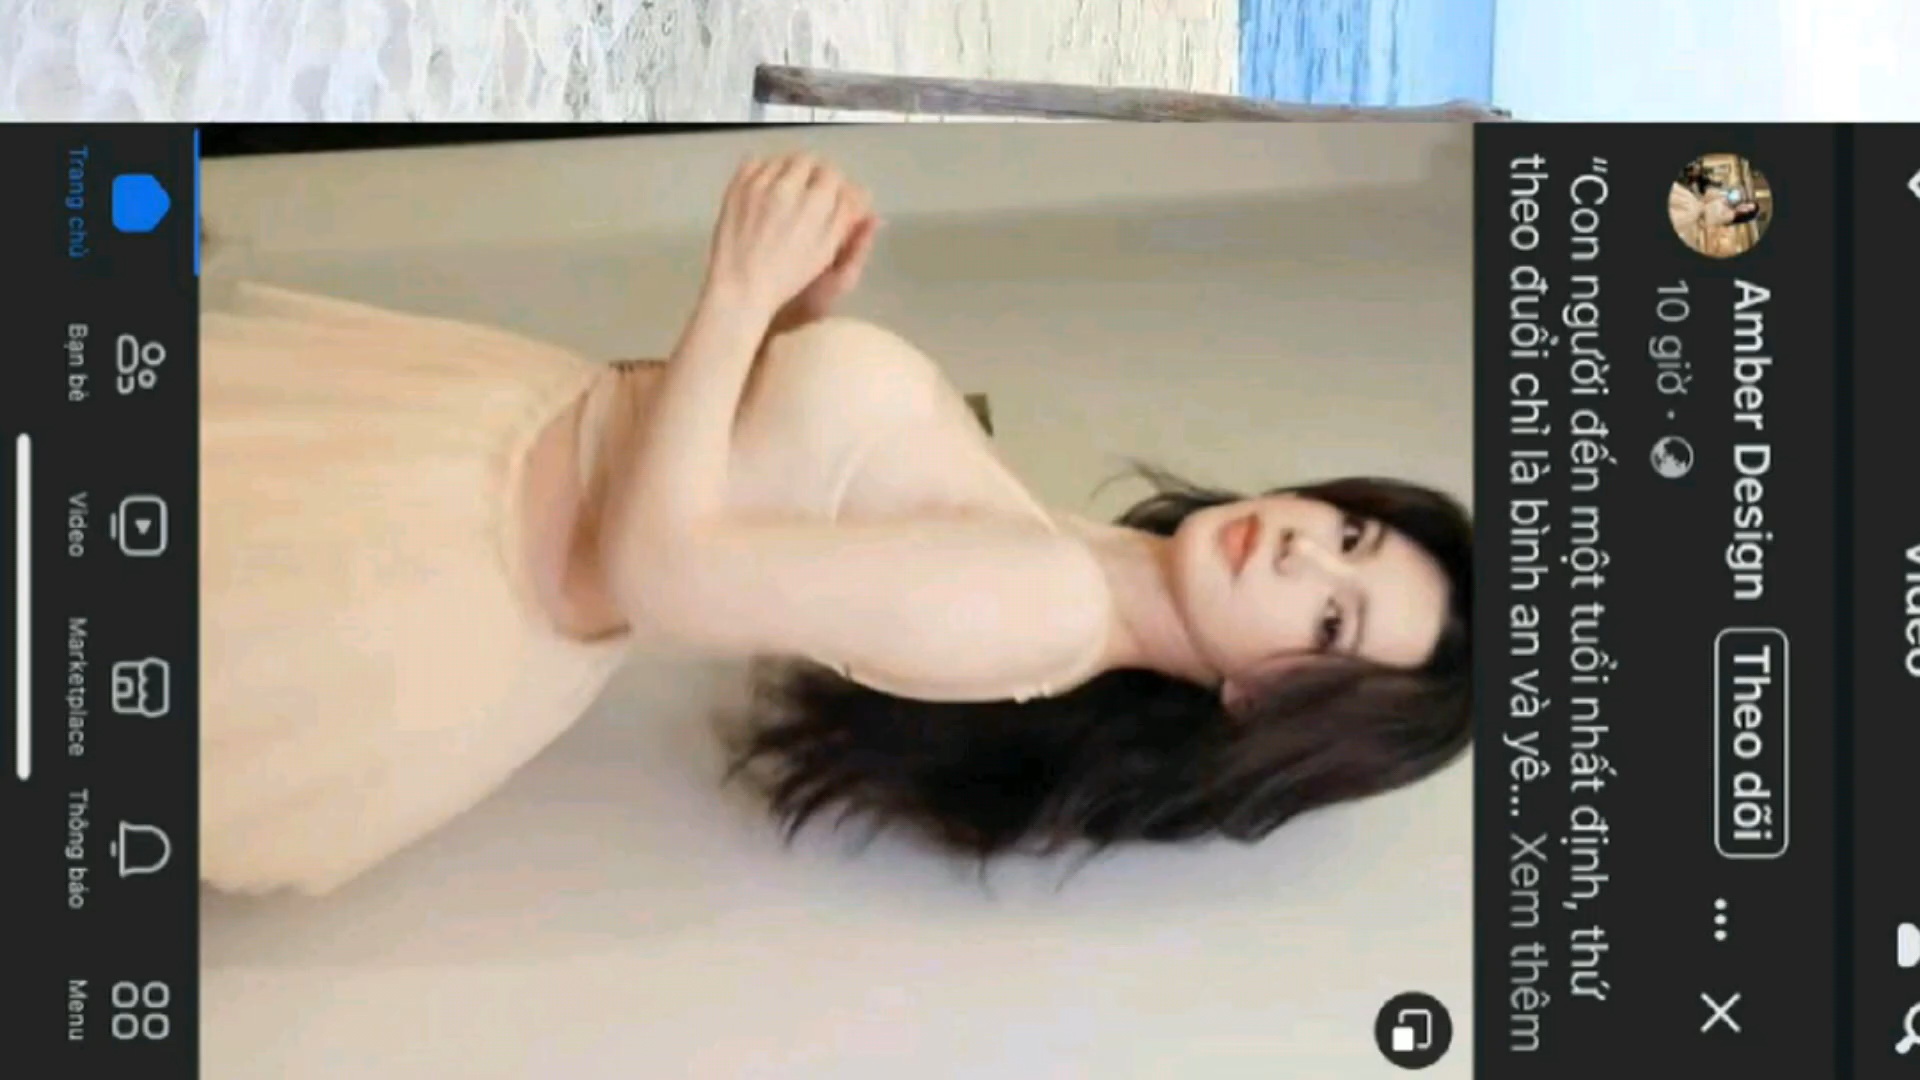 Video
Amber Design Theo dõi
10 giờ
“Con người đến một tuổi nhất định, thứ
theo đuổi chỉ là bình an và yê... Xem thêm
Trang chủ Bạn bè Video Marketplace Thông báo Menu